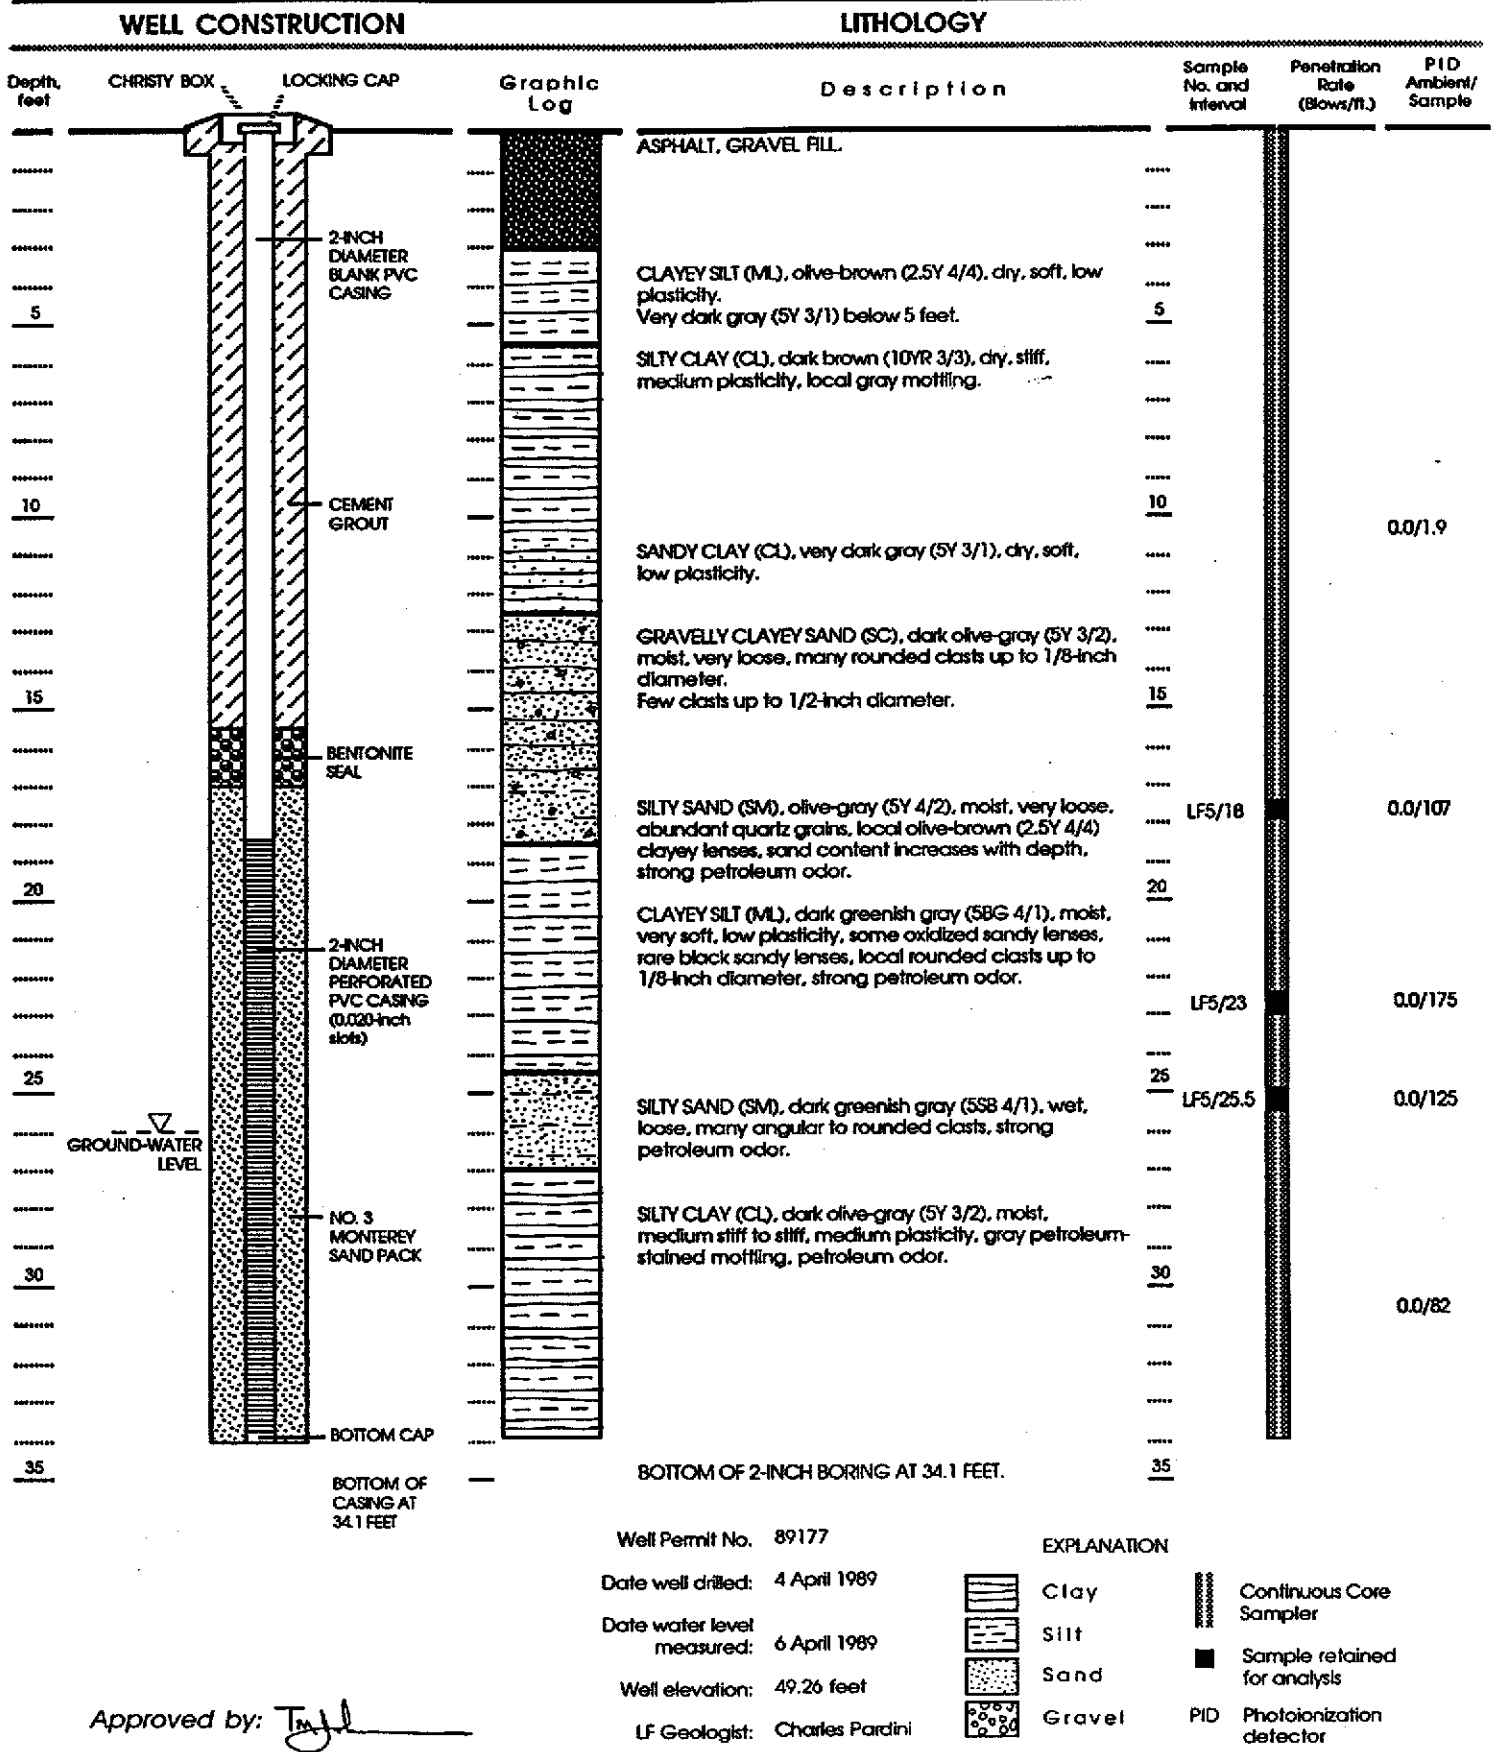 WELL CONSTRUCTION
LITHOLOGY
Depth, feet
CHRISTY BOX
LOCKING CAP
Graphic Log
Description
Sample No. and Interval
Penetration Rate (Blows/ft.)
PID Ambient/ Sample
ASPHALT, GRAVEL FILL.
2-INCH
DIAMETER
BLANK PVC
CASING
CLAYEY SILT (ML), olive-brown (2.5Y 4/4), dry, soft, low
plasticity.
Very dark gray (5Y 3/1) below 5 feet.
5
5
SILTY CLAY (CL), dark brown (10YR 3/3), dry, stiff,
medium plasticity, local gray mottling.
10
CEMENT
GROUT
10
0.0/1.9
SANDY CLAY (CL), very dark gray (5Y 3/1), dry, soft,
low plasticity.
GRAVELLY CLAYEY SAND (SC), dark olive-gray (5Y 3/2),
moist, very loose, many rounded clasts up to 1/8-inch
diameter.
Few clasts up to 1/2-inch diameter.
15
15
BENTONITE
SEAL
SILTY SAND (SM), olive-gray (5Y 4/2), moist, very loose,
abundant quartz grains, local olive-brown (2.5Y 4/4)
clayey lenses, sand content increases with depth,
strong petroleum odor.
LF5/18
0.0/107
20
20
CLAYEY SILT (ML), dark greenish gray (5BG 4/1), moist,
very soft, low plasticity, some oxidized sandy lenses,
rare black sandy lenses, local rounded clasts up to
1/8-inch diameter, strong petroleum odor.
2-INCH
DIAMETER
PERFORATED
PVC CASING
(0.020-inch
slots)
LF5/23
0.0/175
25
25
LF5/25.5
0.0/125
SILTY SAND (SM), dark greenish gray (5SB 4/1), wet,
loose, many angular to rounded clasts, strong
petroleum odor.
GROUND-WATER
LEVEL
NO. 3
MONTEREY
SAND PACK
SILTY CLAY (CL), dark olive-gray (5Y 3/2), moist,
medium stiff to stiff, medium plasticity, gray petroleum-
stained mottling, petroleum odor.
30
30
0.0/82
BOTTOM CAP
35
35
BOTTOM OF
CASING AT
34.1 FEET
BOTTOM OF 2-INCH BORING AT 34.1 FEET.
Well Permit No. 89177
Date well drilled: 4 April 1989
Date water level
measured: 6 April 1989
Well elevation: 49.26 feet
LF Geologist: Charles Pardini
EXPLANATION
Clay
Silt
Sand
Gravel
Continuous Core
Sampler
Sample retained
for analysis
PID Photoionization
detector
Approved by: